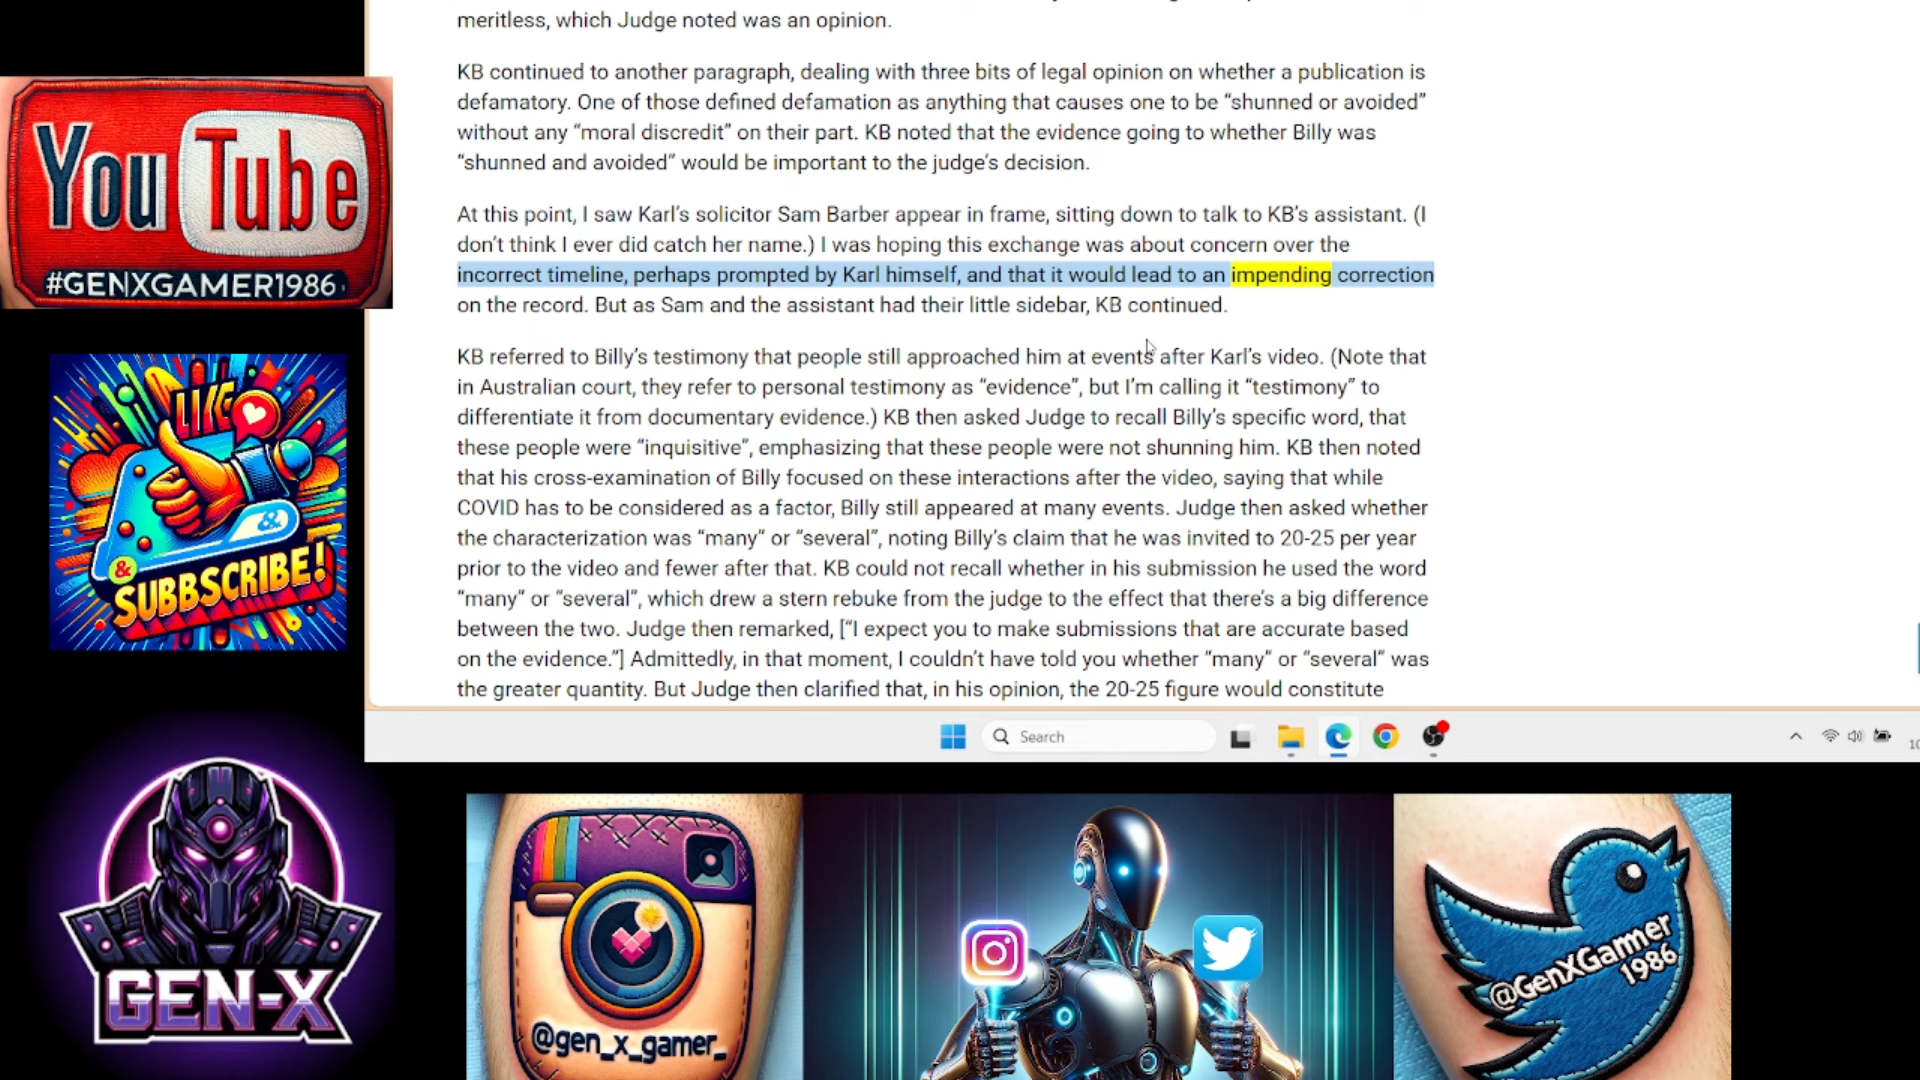 meritless, which Judge noted was an opinion.
KB continued to another paragraph, dealing with three bits of legal opinion on whether a publication is
defamatory. One of those defined defamation as anything that causes one to be “shunned or avoided”
without any “moral discredit” on their part. KB noted that the evidence going to whether Billy was
“shunned and avoided” would be important to the judge’s decision.
At this point, I saw Karl’s solicitor Sam Barber appear in frame, sitting down to talk to KB’s assistant. (I
don’t think I ever did catch her name.) I was hoping this exchange was about concern over the
incorrect timeline, perhaps prompted by Karl himself, and that it would lead to an impending correction
on the record. But as Sam and the assistant had their little sidebar, KB continued.
KB referred to Billy’s testimony that people still approached him at events after Karl’s video. (Note that
in Australian court, they refer to personal testimony as “evidence”, but I’m calling it “testimony” to
differentiate it from documentary evidence.) KB then asked Judge to recall Billy’s specific word, that
these people were “inquisitive”, emphasizing that these people were not shunning him. KB then noted
that his cross-examination of Billy focused on these interactions after the video, saying that while
COVID has to be considered as a factor, Billy still appeared at many events. Judge then asked whether
the characterization was “many” or “several”, noting Billy’s claim that he was invited to 20-25 per year
prior to the video and fewer after that. KB could not recall whether in his submission he used the word
“many” or “several”, which drew a stern rebuke from the judge to the effect that there’s a big difference
between the two. Judge then remarked, [“I expect you to make submissions that are accurate based
on the evidence.”] Admittedly, in that moment, I couldn’t have told you whether “many” or “several” was
the greater quantity. But Judge then clarified that, in his opinion, the 20-25 figure would constitute
Search
10
You Tube
#GENXGAMER1986
LIKE
&
&
SUBBSCRIBE!
GEN-X
@gen_x_gamer_
@GenXGamer
1986